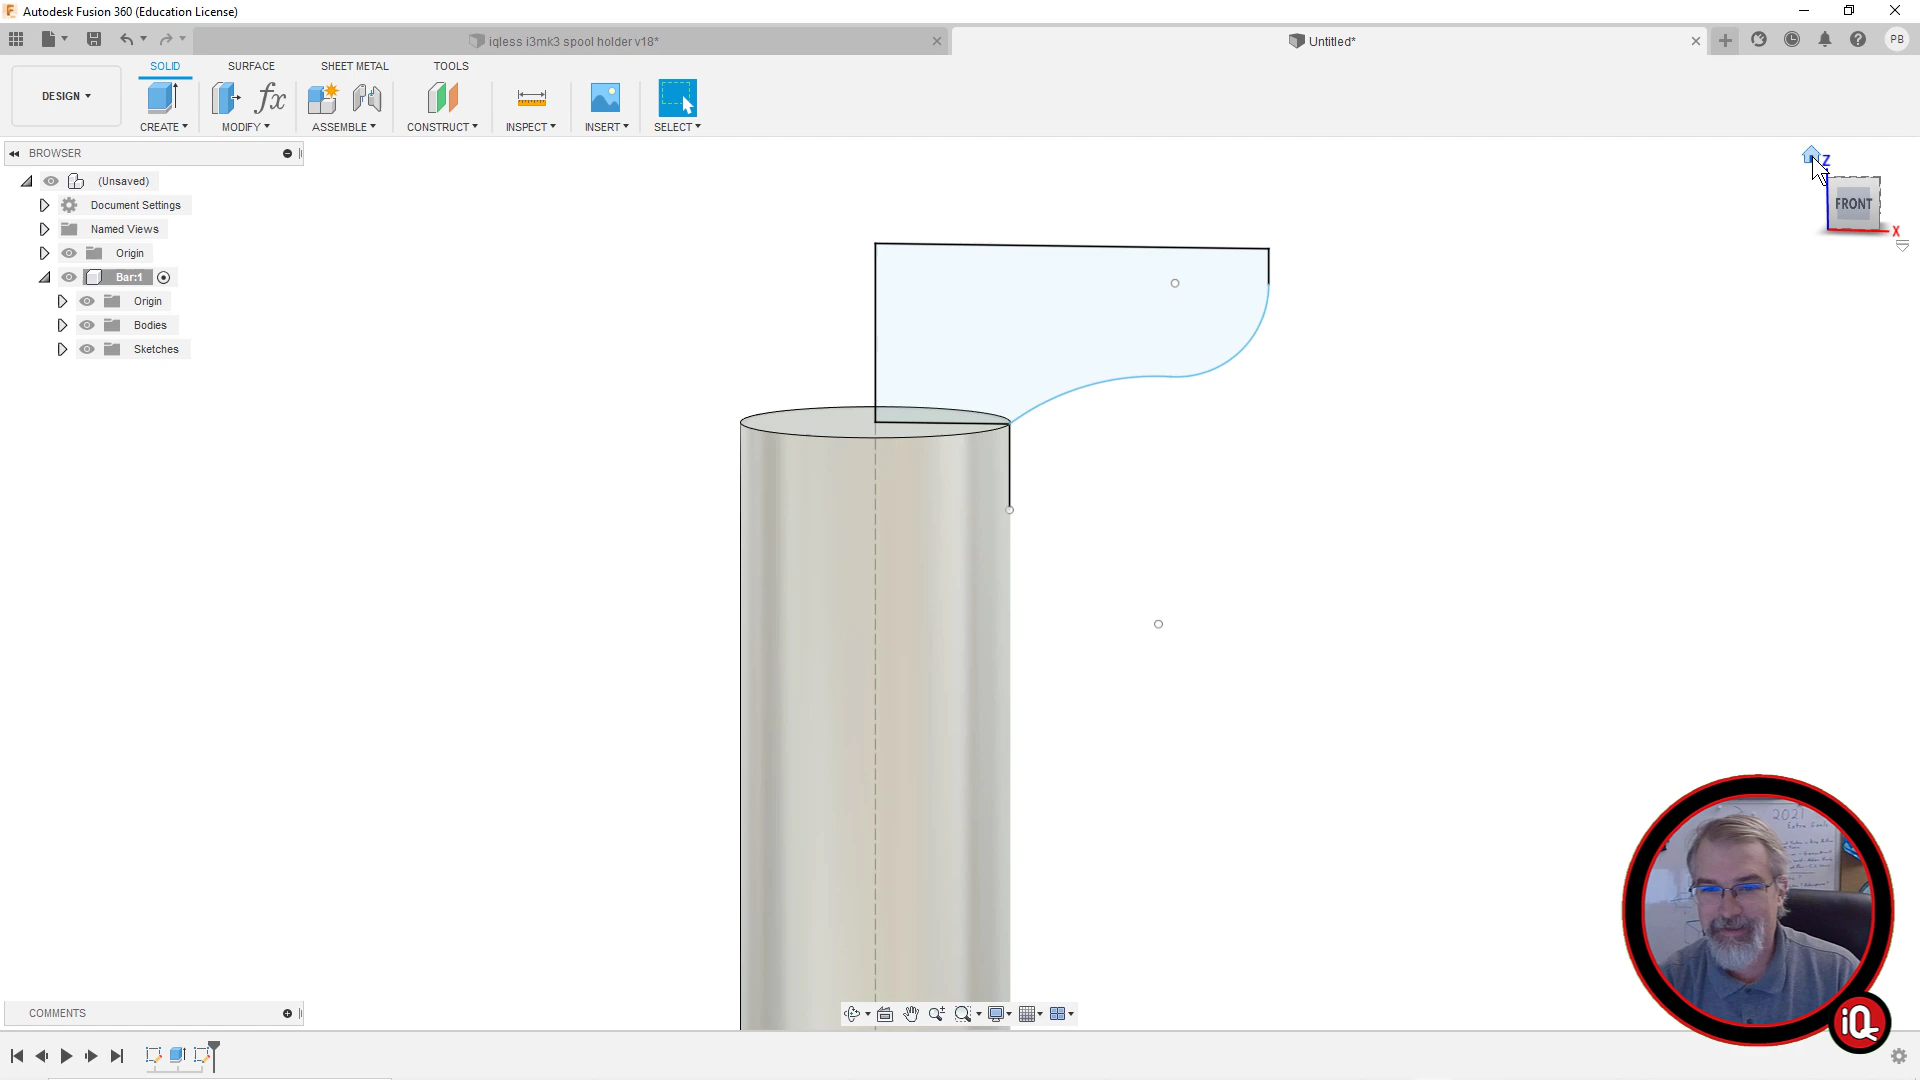 Autodesk Fusion 360 (Education License)
iqless i3mk3 spool holder v18*
Untitled*
PB
DESIGN
SOLID
SURFACE
SHEET METAL
TOOLS
CREATE
MODIFY
ASSEMBLE
CONSTRUCT
INSPECT
INSERT
SELECT
BROWSER
(Unsaved)
Document Settings
Named Views
Origin
Bar:1
Origin
Bodies
Sketches
Z
FRONT
X
2021
COMMENTS
iQ